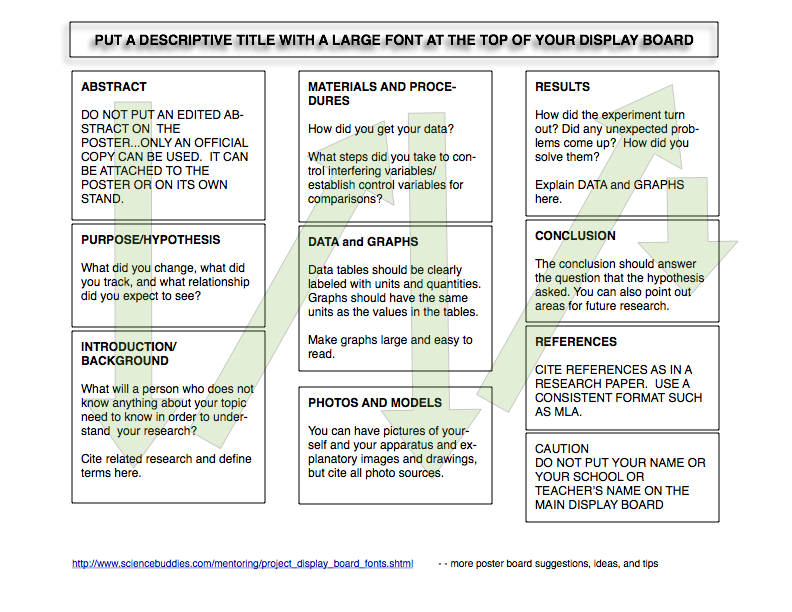 PUT A DESCRIPTIVE TITLE WITH A LARGE FONT AT THE TOP OF YOUR DISPLAY BOARD
ABSTRACT
DO NOT PUT AN EDITED AB-
STRACT ON THE
POSTER...ONLY AN OFFICIAL
COPY CAN BE USED. IT CAN
BE ATTACHED TO THE
POSTER OR ON ITS OWN
STAND.
PURPOSE/HYPOTHESIS
What did you change, what did
you track, and what relationship
did you expect to see?
INTRODUCTION/
BACKGROUND
What will a person who does not
know anything about your topic
need to know in order to under-
stand your research?
Cite related research and define
terms here.
MATERIALS AND PROCE-
DURES
How did you get your data?
What steps did you take to con-
trol interfering variables/
establish control variables for
comparisons?
DATA and GRAPHS
Data tables should be clearly
labeled with units and quantities.
Graphs should have the same
units as the values in the tables.
Make graphs large and easy to
read.
PHOTOS AND MODELS
You can have pictures of your-
self and your apparatus and ex-
planatory images and drawings,
but cite all photo sources.
RESULTS
How did the experiment turn
out? Did any unexpected prob-
lems come up? How did you
solve them?
Explain DATA and GRAPHS
here.
CONCLUSION
The conclusion should answer
the question that the hypothesis
asked. You can also point out
areas for future research.
REFERENCES
CITE REFERENCES AS IN A
RESEARCH PAPER. USE A
CONSISTENT FORMAT SUCH
AS MLA.
CAUTION
DO NOT PUT YOUR NAME OR
YOUR SCHOOL OR
TEACHER'S NAME ON THE
MAIN DISPLAY BOARD
http://www.sciencebuddies.com/mentoring/project_display_board_fonts.shtml - - more poster board suggestions, ideas, and tips